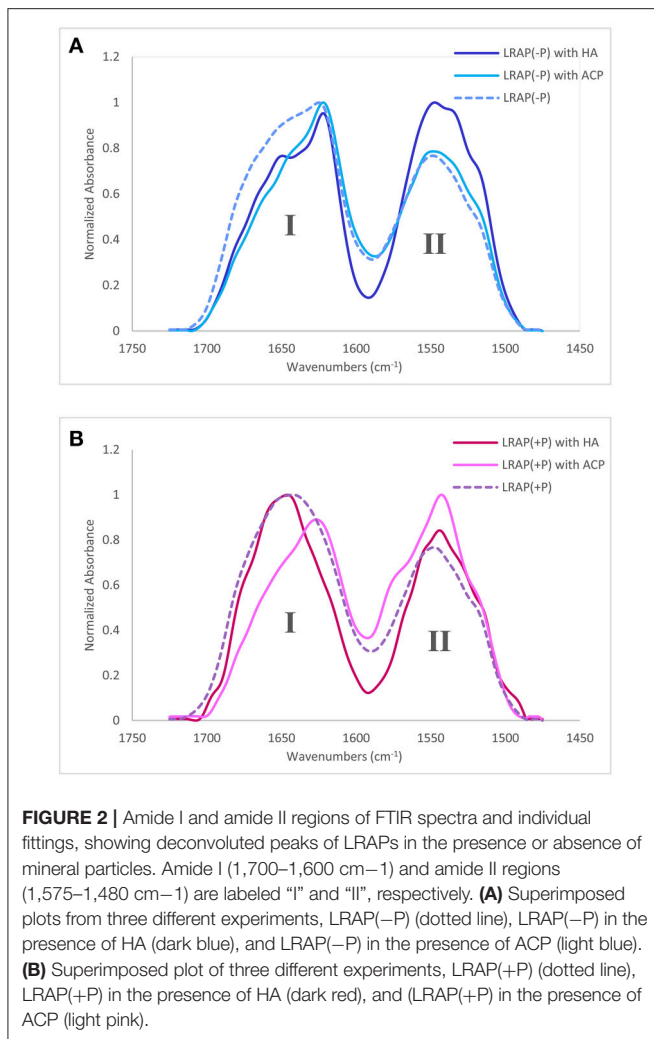 A
1.2
1
0.8
0.6
0.4
0.2
0
Normalized Absorbance
LRAP(-P) with HA
LRAP(-P) with ACP
LRAP(-P)
I
II
1750
1700
1650
1600
1550
1500
1450
Wavenumbers (cm⁻¹)
B
1.2
1
0.8
0.6
0.4
0.2
0
Normalized Absorbance
LRAP(+P) with HA
LRAP(+P) with ACP
LRAP(+P)
I
II
1750
1700
1650
1600
1550
1500
1450
Wavenumbers (cm⁻¹)
FIGURE 2 | Amide I and amide II regions of FTIR spectra and individual
fittings, showing deconvoluted peaks of LRAPs in the presence or absence of
mineral particles. Amide I (1,700–1,600 cm−1) and amide II regions
(1,575–1,480 cm−1) are labeled “I” and “II”, respectively. (A) Superimposed
plots from three different experiments, LRAP(−P) (dotted line), LRAP(−P) in the
presence of HA (dark blue), and LRAP(−P) in the presence of ACP (light blue).
(B) Superimposed plot of three different experiments, LRAP(+P) (dotted line),
LRAP(+P) in the presence of HA (dark red), and (LRAP(+P) in the presence of
ACP (light pink).